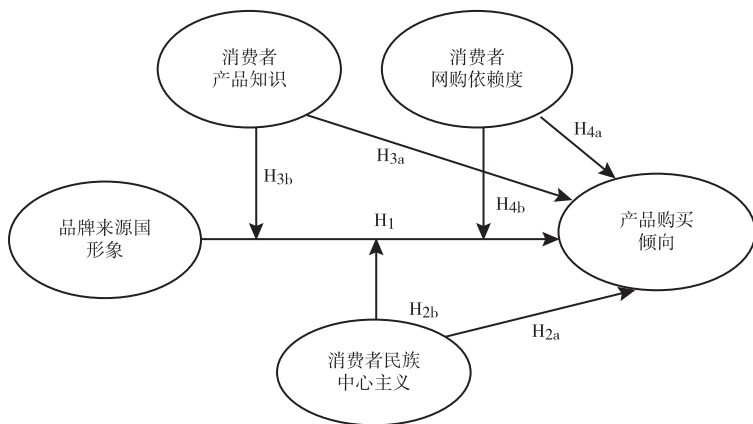 消费者
产品知识
消费者
网购依赖度
H4a
H3a
H3b
H4b
品牌来源国
形象
H1
产品购买
倾向
H2b
H2a
消费者民族
中心主义